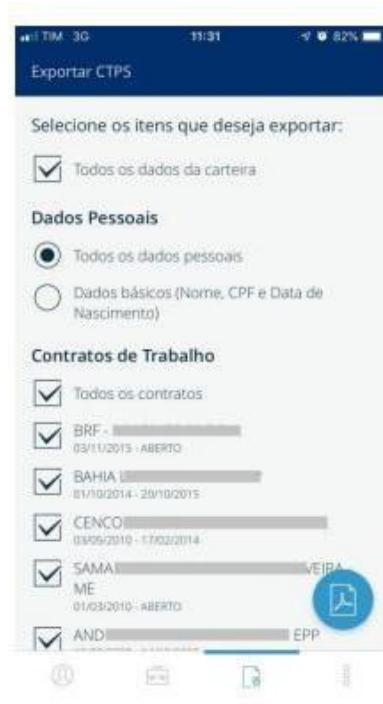 TIM 3G 11:31 82%
Exportar CTPS
Selecione os itens que deseja exportar:
Todos os dados da carteira
Dados Pessoais
Todos os dados pessoais
Dados básicos (Nome, CPF e Data de
Nascimento)
Contratos de Trabalho
Todos os contratos
BRF -
03/11/2015 - ABERTO
BAHIA
01/10/2014 - 20/10/2015
CENCO
03/05/2010 - 17/02/2014
SAMA VEIRA
ME
01/03/2010 - ABERTO
AND EPP